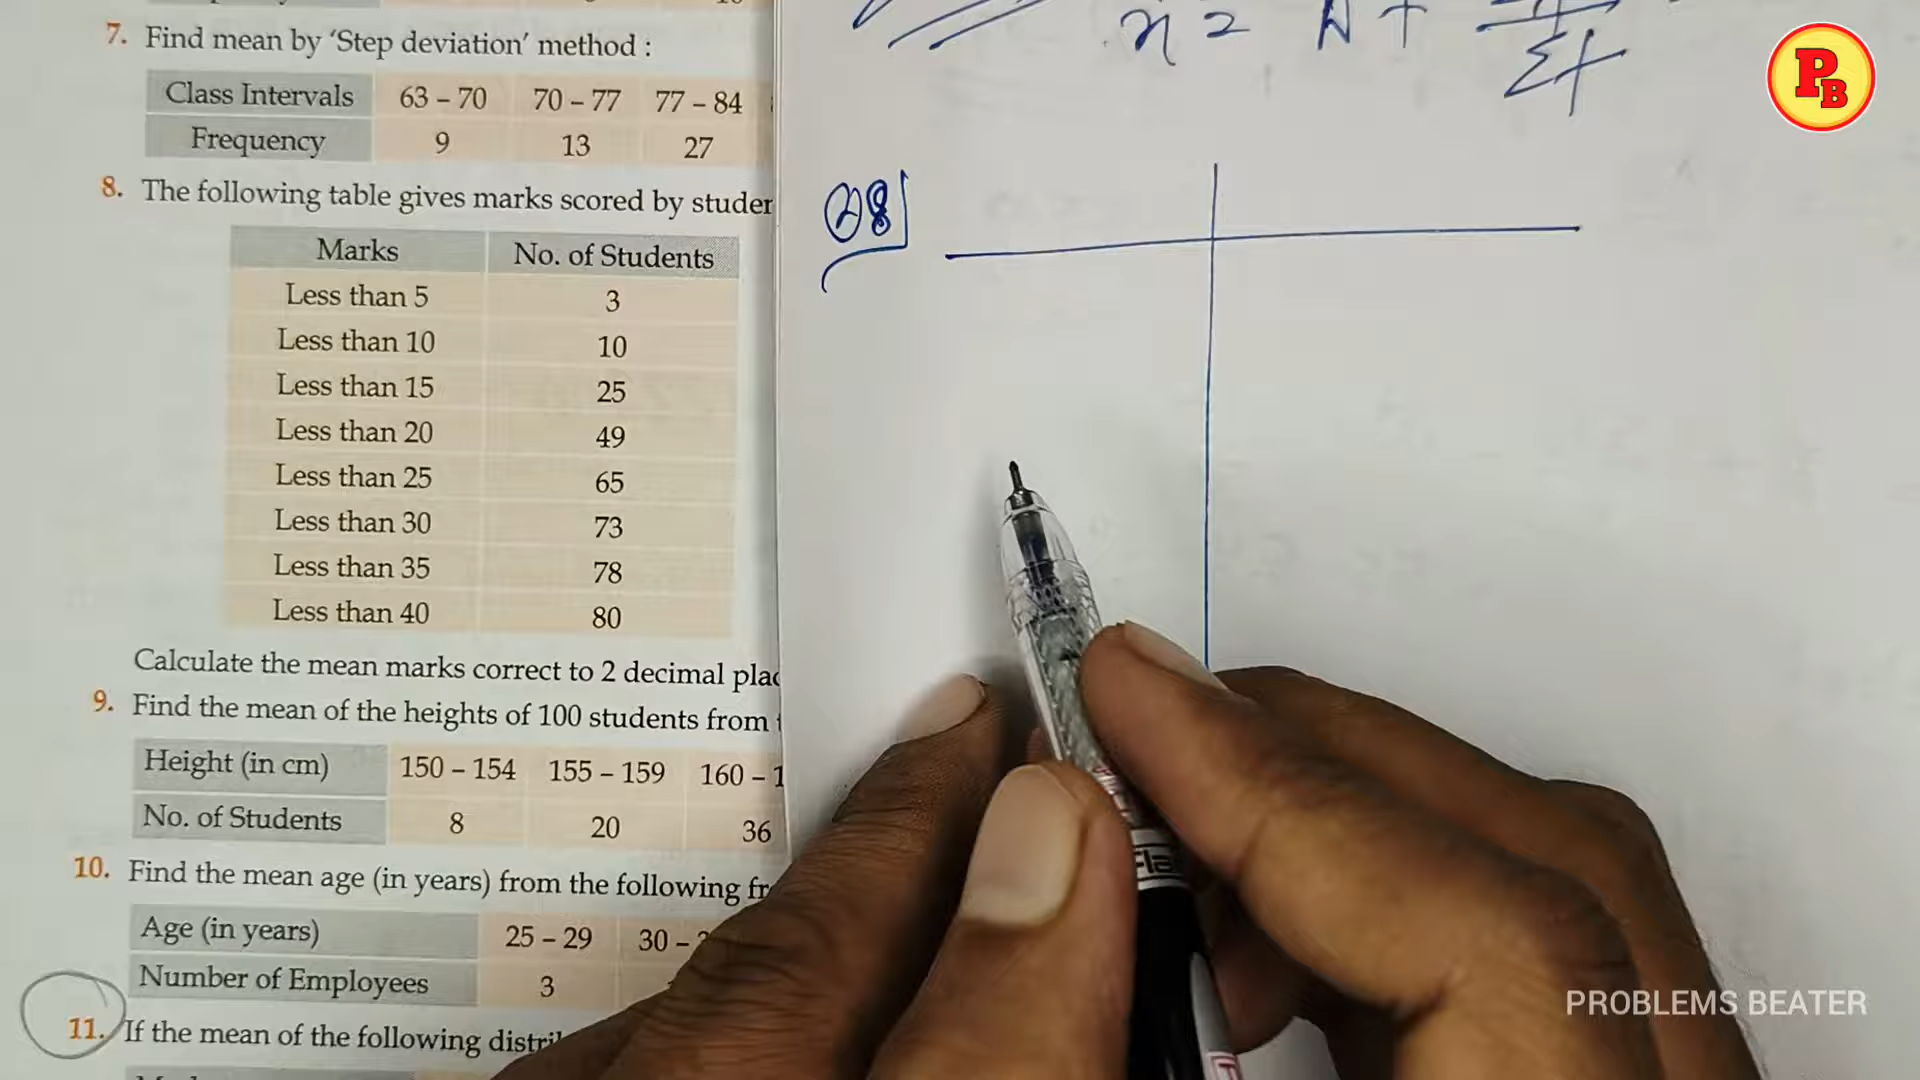 7. Find mean by 'Step deviation' method :
Class Intervals 63 – 70 70 – 77 77 – 84
Frequency 9 13 27
8. The following table gives marks scored by
Marks No. of Students
Less than 5 3
Less than 10 10
Less than 15 25
Less than 20 49
Less than 25 65
Less than 30 73
Less than 35 78
Less than 40 80
Calculate the mean marks correct to 2 decimal
9. Find the mean of the heights of 100 students from
Height (in cm) 150 – 154 155 – 159 160 –
No. of Students 8 20 36
10. Find the mean age (in years) from the following
Age (in years) 25 – 29 30 –
Number of Employees 3
11. If the mean of the following
x = A +
Σf
Q8
PB
PROBLEMS BEATER